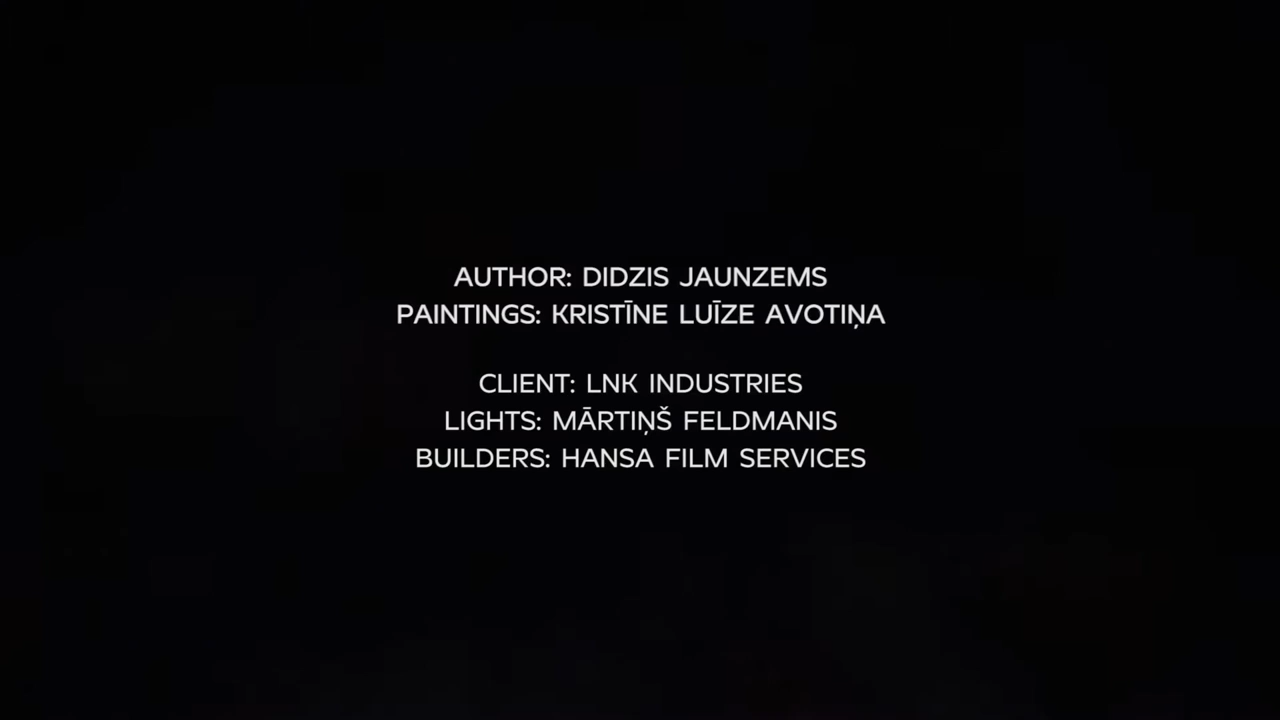 AUTHOR: DIDZIS JAUNZEMS
PAINTINGS: KRISTĪNE LUĪZE AVOTIŅA
CLIENT: LNK INDUSTRIES
LIGHTS: MĀRTIŅŠ FELDMANIS
BUILDERS: HANSA FILM SERVICES